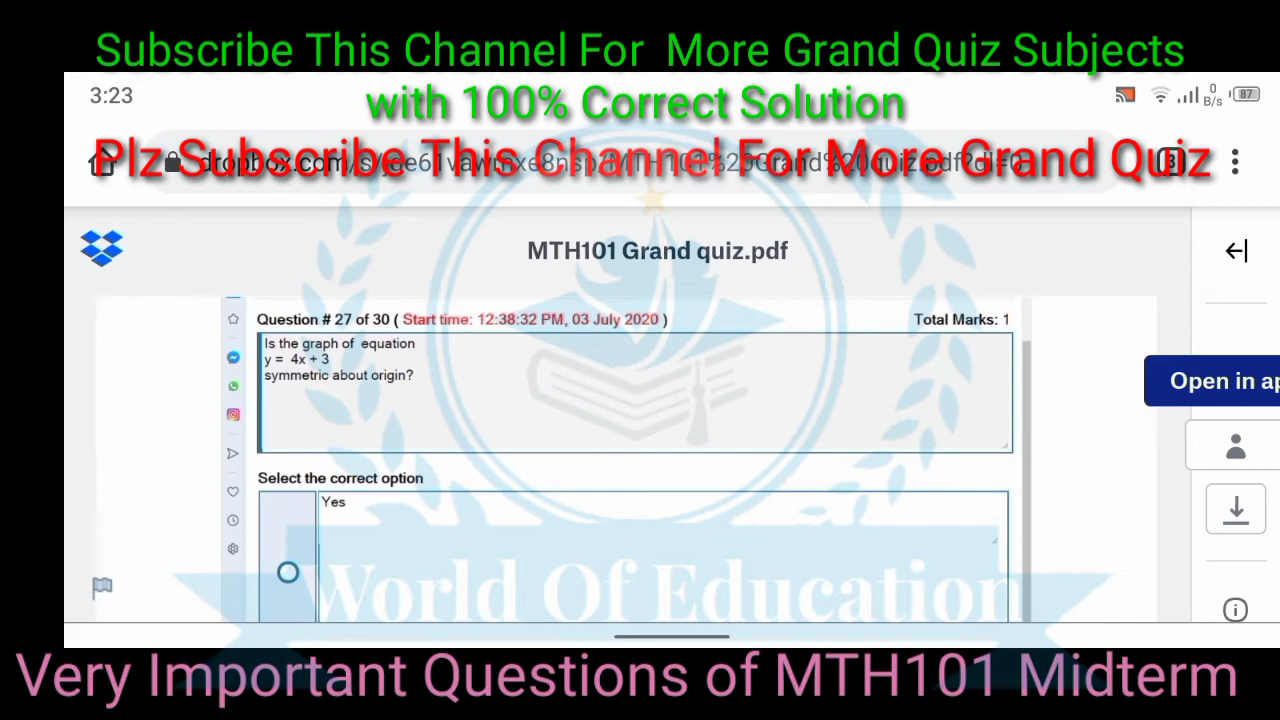 Subscribe This Channel For More Grand Quiz Subjects
with 100% Correct Solution
3:23
0
B/s
87
Plz Subscribe This Channel For More Grand Quiz
MTH101 Grand quiz.pdf
Question # 27 of 30 ( Start time: 12:38:32 PM, 03 July 2020 )
Total Marks: 1
Is the graph of equation
y = 4x + 3
symmetric about origin?
Open in ap
Select the correct option
Yes
World Of Education
Very Important Questions of MTH101 Midterm